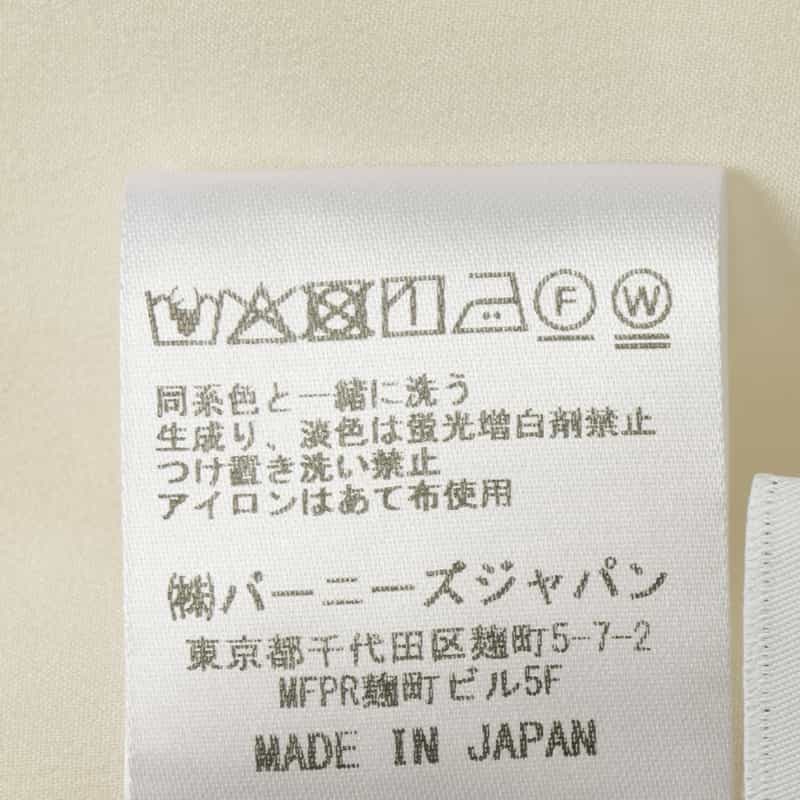 F W
同系色と一緒に洗う
生成り、淡色は蛍光増白剤禁止
つけ置き洗い禁止
アイロンはあて布使用
㈱バーニーズジャパン
東京都千代田区麹町5-7-2
MFPR麹町ビル5F
MADE IN JAPAN